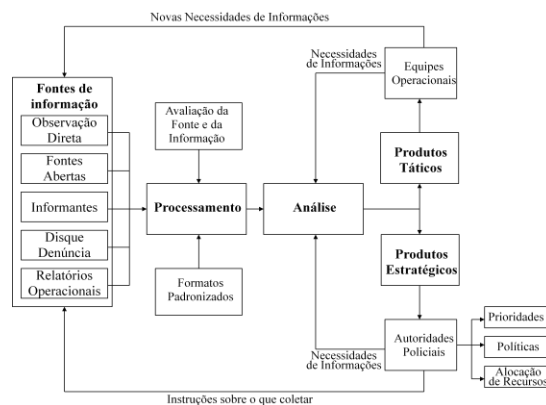 Novas Necessidades de Informações
Fontes de
informação
Observação
Direta
Fontes
Abertas
Informantes
Disque
Denúncia
Relatórios
Operacionais
Avaliação da
Fonte e da
Informação
Processamento
Formatos
Padronizados
Análise
Necessidades
de Informações
Equipes
Operacionais
Produtos
Táticos
Produtos
Estratégicos
Necessidades
de Informações
Autoridades
Policiais
Prioridades
Políticas
Alocação
de Recursos
Instruções sobre o que coletar